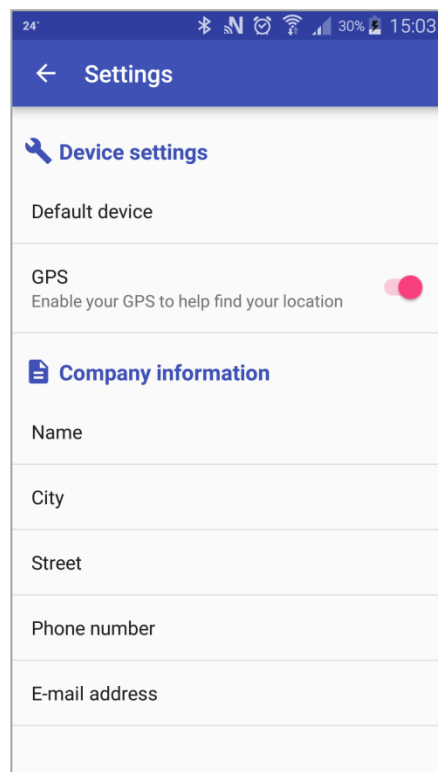 24° 30% 15:03
Settings
Device settings
Default device
GPS
Enable your GPS to help find your location
Company information
Name
City
Street
Phone number
E-mail address